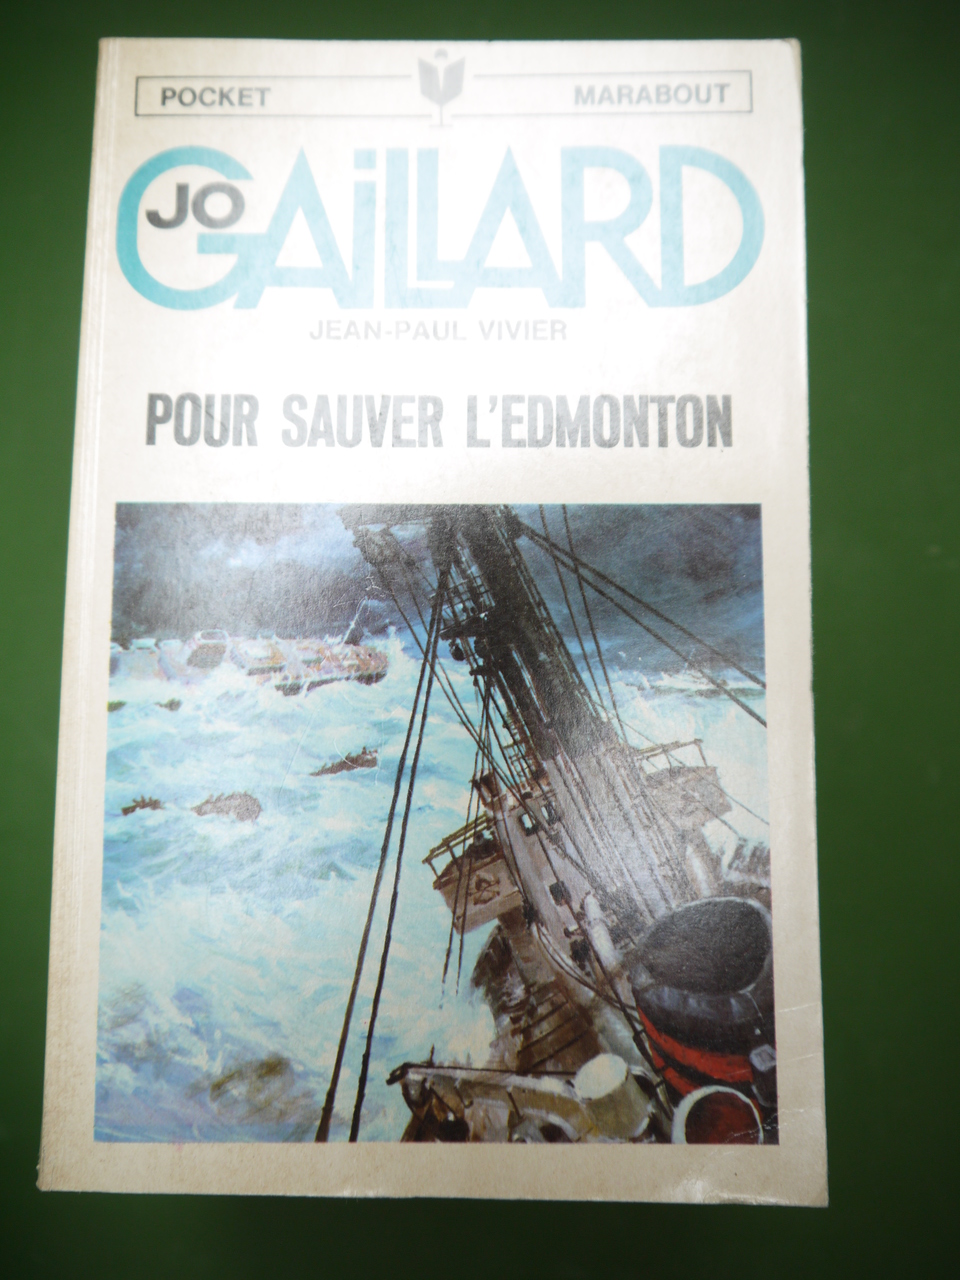 POCKET MARABOUT
JO GAiLLARD
JEAN-PAUL VIVIER
POUR SAUVER L'EDMONTON